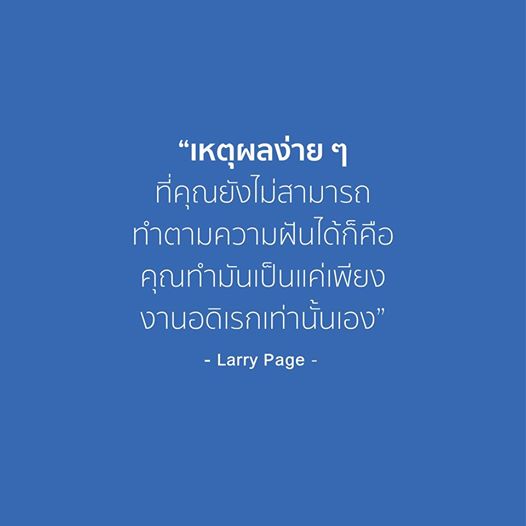 “เหตุผลง่าย ๆ
ที่คุณยังไม่สามารถ
ทำตามความฝันได้ก็คือ
คุณทำมันเป็นแค่เพียง
งานอดิเรกเท่านั้นเอง”
- Larry Page -